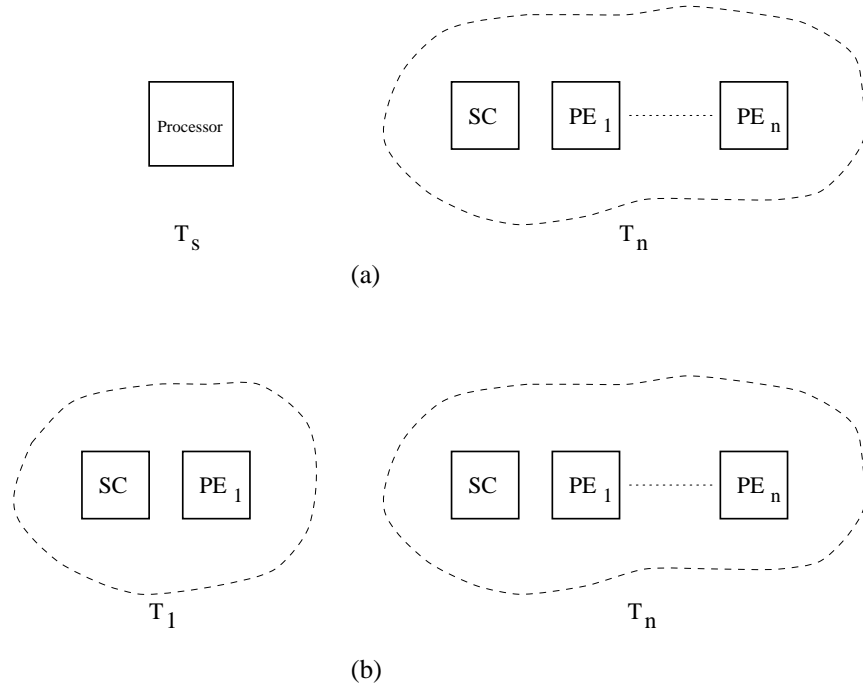 Processor SC PE 1 PE n
T s T n
(a)
SC PE 1 PE n SC PE 1
T 1 T n
(b)